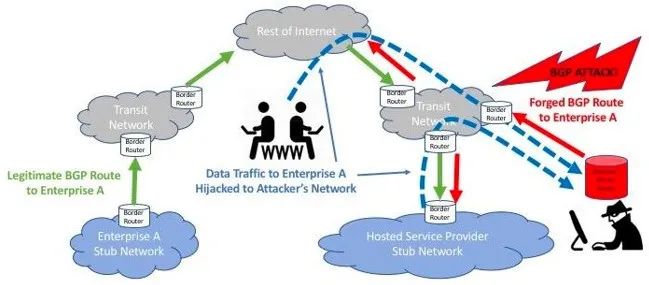 Rest of Internet
BGP ATTACK!
Border
Router
Border
Router
Border
Router
Transit
Network
Transit
Network
Forged BGP Route
to Enterprise A
Border
Router
Border
Router
WWW
Legitimate BGP Route
to Enterprise A
Data Traffic to Enterprise A
Hijacked to Attacker's Network
Border
Router
Border
Router
Enterprise A
Stub Network
Hosted Service Provider
Stub Network